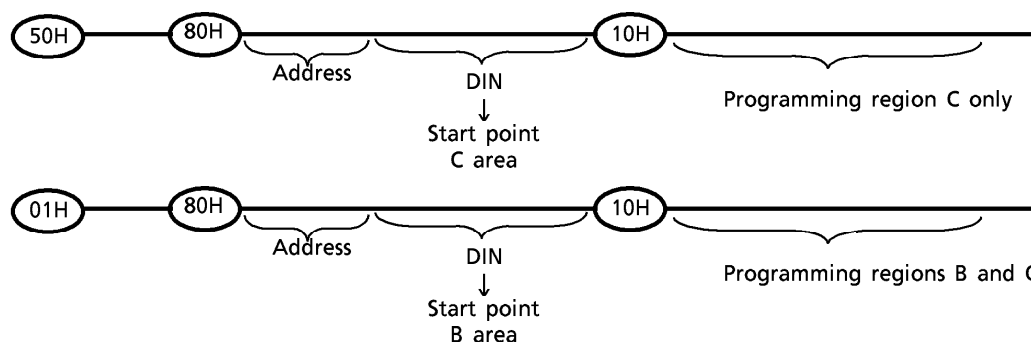 50H 80H 10H
Address
DIN
Programming region C only
Start point
C area
01H 80H 10H
Address
DIN
Programming regions B and C
Start point
B area